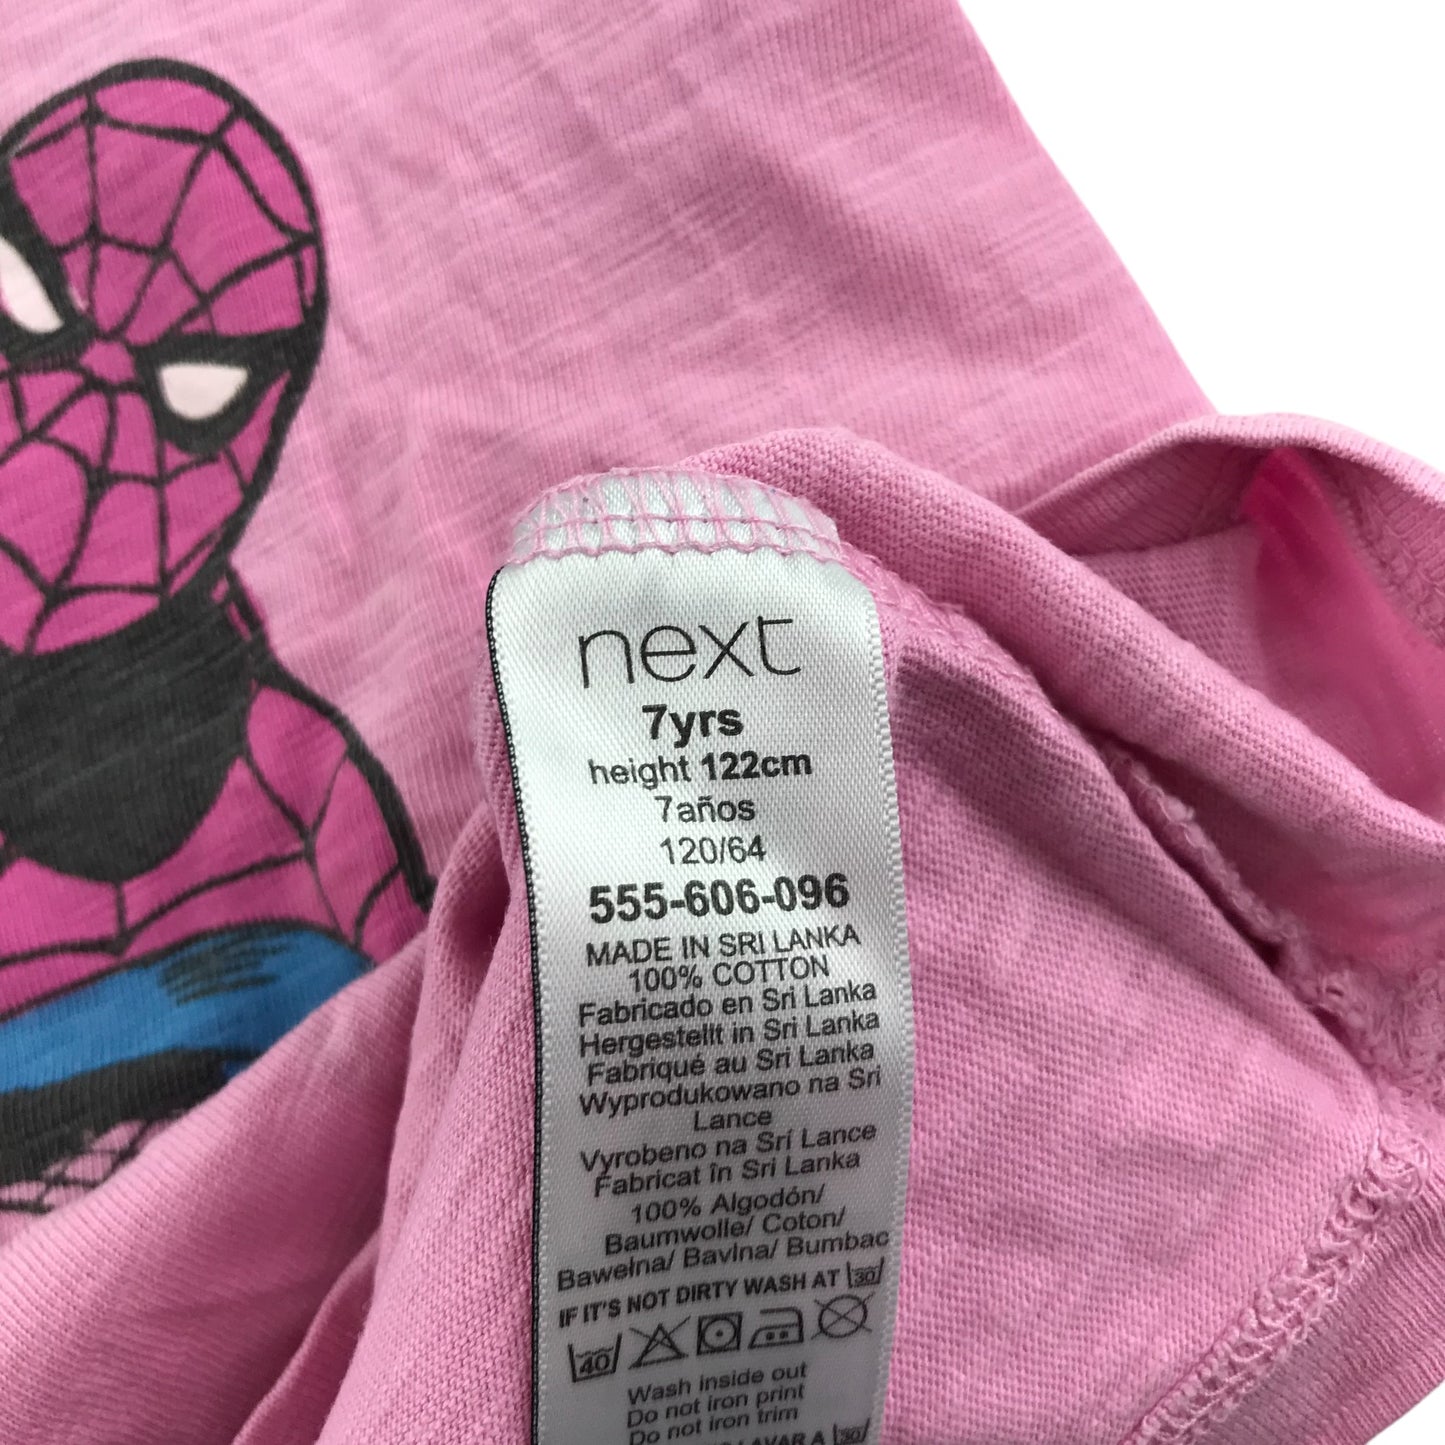 next
7yrs
height 122cm
7años
120/64
555-606-096
MADE IN SRI LANKA
100% COTTON
Fabricado en Sri Lanka
Hergestellt in Sri Lanka
Fabriqué au Sri Lanka
Wyprodukowano na Sri
Lance
Vyrobeno na Srí Lance
Fabricat în Sri Lanka
100% Algodón/
Baumwolle/ Coton/
Bawełna/ Bavlna/ Bumbac
IF IT'S NOT DIRTY WASH AT 30
40
Wash inside out
Do not iron print
Do not iron trim
LAVAR A 30